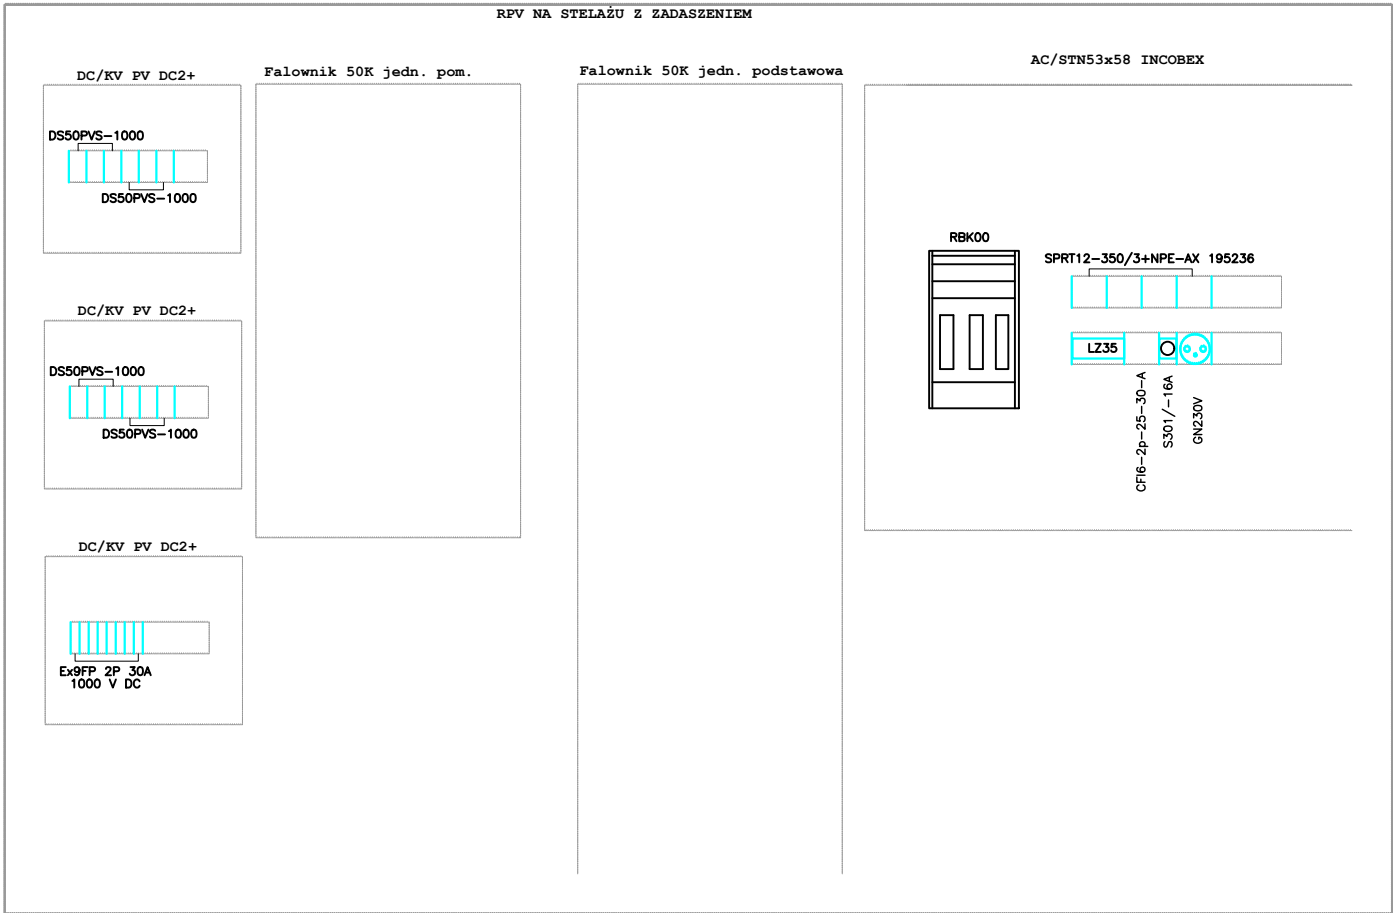 RPV NA STELAŻU Z ZADASZENIEM
DC/KV PV DC2+
DS50PVS-1000
DS50PVS-1000
DC/KV PV DC2+
DS50PVS-1000
DS50PVS-1000
DC/KV PV DC2+
Ex9FP 2P 30A
1000 V DC
Falownik 50K jedn. pom.
Falownik 50K jedn. podstawowa
AC/STN53x58 INCOBEX
RBK00
SPRT12-350/3+NPE-AX 195236
LZ35
CFI6-2p-25-30-A
S301/-16A
GN230V